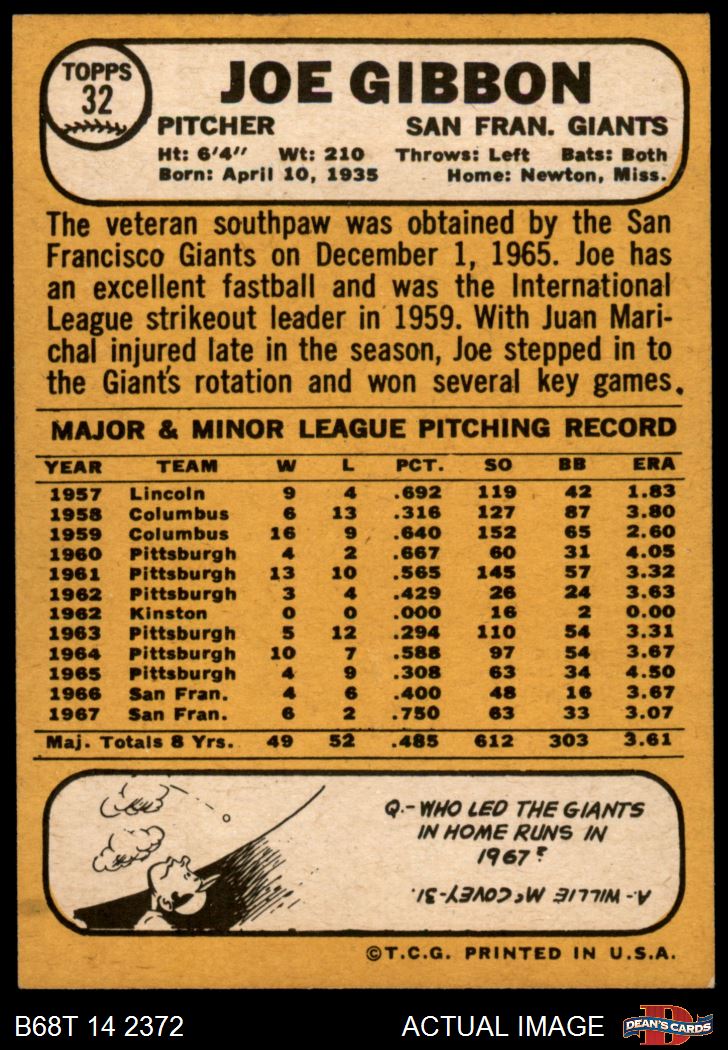 TOPPS
32
JOE GIBBON
PITCHER SAN FRAN. GIANTS
Ht: 6'4" Wt: 210 Throws: Left Bats: Both
Born: April 10, 1935 Home: Newton, Miss.
The veteran southpaw was obtained by the San
Francisco Giants on December 1, 1965. Joe has
an excellent fastball and was the International
League strikeout leader in 1959. With Juan Mari-
chal injured late in the season, Joe stepped in to
the Giant's rotation and won several key games.
MAJOR & MINOR LEAGUE PITCHING RECORD
YEAR TEAM W L PCT. SO BB ERA
1957 Lincoln 9 4 .692 119 42 1.83
1958 Columbus 6 13 .316 127 87 3.80
1959 Columbus 16 9 .640 152 65 2.60
1960 Pittsburgh 4 2 .667 60 31 4.05
1961 Pittsburgh 13 10 .565 145 57 3.32
1962 Pittsburgh 3 4 .429 26 24 3.63
1962 Kinston 0 0 .000 16 2 0.00
1963 Pittsburgh 5 12 .294 110 54 3.31
1964 Pittsburgh 10 7 .588 97 54 3.67
1965 Pittsburgh 4 9 .308 63 34 4.50
1966 San Fran. 4 6 .400 48 16 3.67
1967 San Fran. 6 2 .750 63 33 3.07
Maj. Totals 8 Yrs. 49 52 .485 612 303 3.61
Q.- WHO LED THE GIANTS
IN HOME RUNS IN
1967?
A- WILLIE McCOVEY-31.
©T.C.G. PRINTED IN U.S.A.
B68T 14 2372 ACTUAL IMAGE
D
DEAN'S CARDS